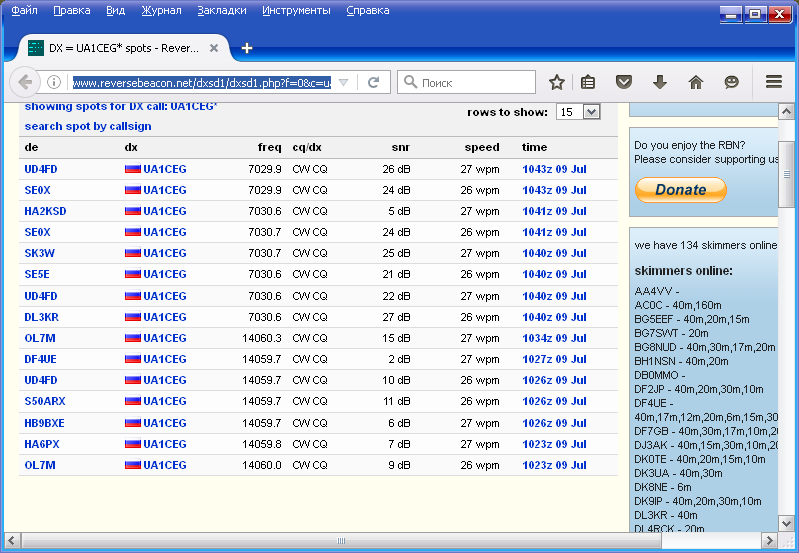 Файл Правка Вид Журнал Закладки Инструменты Справка
DX = UA1CEG* spots - Rever...
www.reversebeacon.net/dxsd1/dxsd1.php?f=0&c=ua
Поиск
showing spots for DX call: UA1CEG*
rows to show: 15
search spot by callsign
de dx freq cq/dx snr speed time
UD4FD UA1CEG 7029.9 CW CQ 26 dB 27 wpm 1043z 09 Jul
SE0X UA1CEG 7029.9 CW CQ 24 dB 26 wpm 1043z 09 Jul
HA2KSD UA1CEG 7030.6 CW CQ 5 dB 27 wpm 1041z 09 Jul
SE0X UA1CEG 7030.7 CW CQ 24 dB 26 wpm 1041z 09 Jul
SK3W UA1CEG 7030.7 CW CQ 25 dB 27 wpm 1040z 09 Jul
SE5E UA1CEG 7030.6 CW CQ 21 dB 26 wpm 1040z 09 Jul
UD4FD UA1CEG 7030.6 CW CQ 22 dB 27 wpm 1040z 09 Jul
DL3KR UA1CEG 7030.6 CW CQ 27 dB 27 wpm 1040z 09 Jul
OL7M UA1CEG 14060.3 CW CQ 15 dB 27 wpm 1034z 09 Jul
DF4UE UA1CEG 14059.7 CW CQ 2 dB 27 wpm 1027z 09 Jul
UD4FD UA1CEG 14059.7 CW CQ 10 dB 26 wpm 1026z 09 Jul
S50ARX UA1CEG 14059.7 CW CQ 11 dB 26 wpm 1026z 09 Jul
HB9BXE UA1CEG 14059.7 CW CQ 6 dB 27 wpm 1026z 09 Jul
HA6PX UA1CEG 14059.8 CW CQ 7 dB 27 wpm 1023z 09 Jul
OL7M UA1CEG 14060.0 CW CQ 9 dB 26 wpm 1023z 09 Jul
Do you enjoy the RBN?
Please consider supporting us
Donate
we have 134 skimmers online
skimmers online:
AA4VV -
AC0C - 40m,160m
BG5EEF - 40m,20m,15m
BG7SWT - 20m
BG8NUD - 40m,30m,17m,20m
BH1NSN - 40m,20m
DB0MMO -
DF2JP - 40m,20m,30m,10m
DF4UE -
40m,17m,12m,20m,6m,15m,30
DF7GB - 40m,30m,17m,10m,20
DJ3AK - 40m,15m,30m,10m,20
DK0TE - 40m,20m,15m,10m
DK3UA - 40m,30m
DK8NE - 6m
DK9IP - 40m,20m,30m,10m
DL3KR - 40m
DL4RCK - 20m